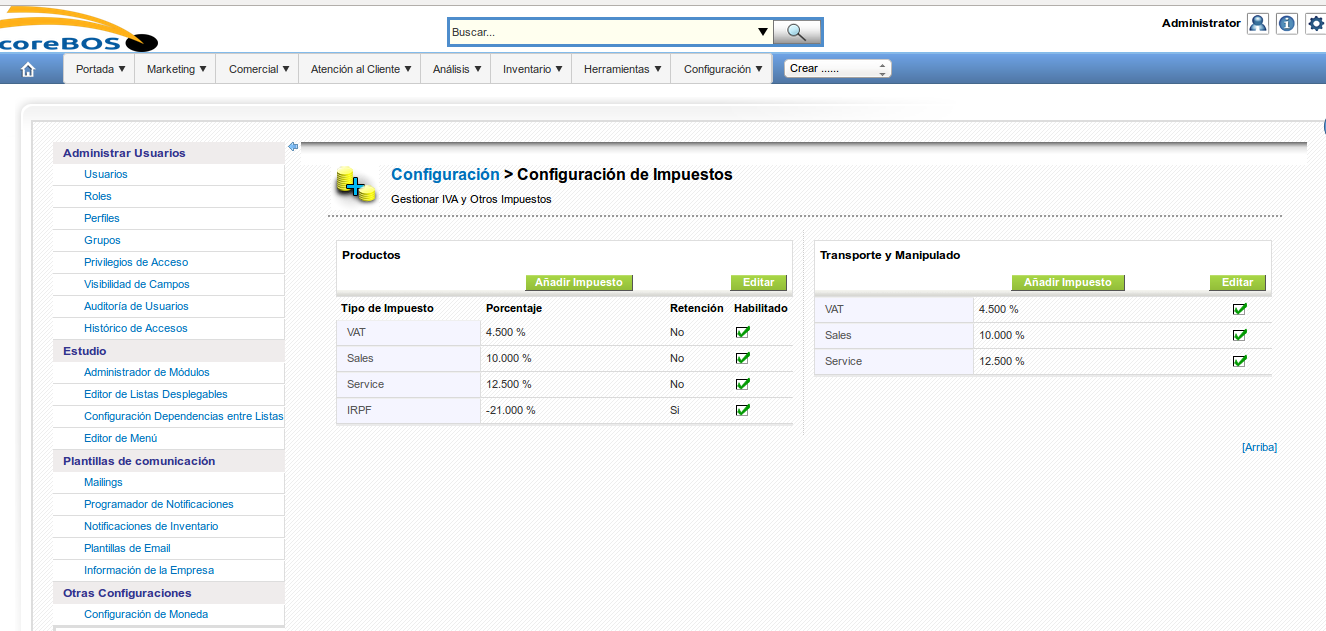 coreBOS
Buscar...
Administrator
Portada Marketing Comercial Atención al Cliente Análisis Inventario Herramientas Configuración Crear ......
Administrar Usuarios
Usuarios
Roles
Perfiles
Grupos
Privilegios de Acceso
Visibilidad de Campos
Auditoría de Usuarios
Histórico de Accesos
Estudio
Administrador de Módulos
Editor de Listas Desplegables
Configuración Dependencias entre Listas
Editor de Menú
Plantillas de comunicación
Mailings
Programador de Notificaciones
Notificaciones de Inventario
Plantillas de Email
Información de la Empresa
Otras Configuraciones
Configuración de Moneda
Configuración > Configuración de Impuestos
Gestionar IVA y Otros Impuestos
Productos
Añadir Impuesto Editar
Tipo de Impuesto Porcentaje Retención Habilitado
VAT 4.500 % No
Sales 10.000 % No
Service 12.500 % No
IRPF -21.000 % Si
Transporte y Manipulado
Añadir Impuesto Editar
VAT 4.500 %
Sales 10.000 %
Service 12.500 %
[Arriba]